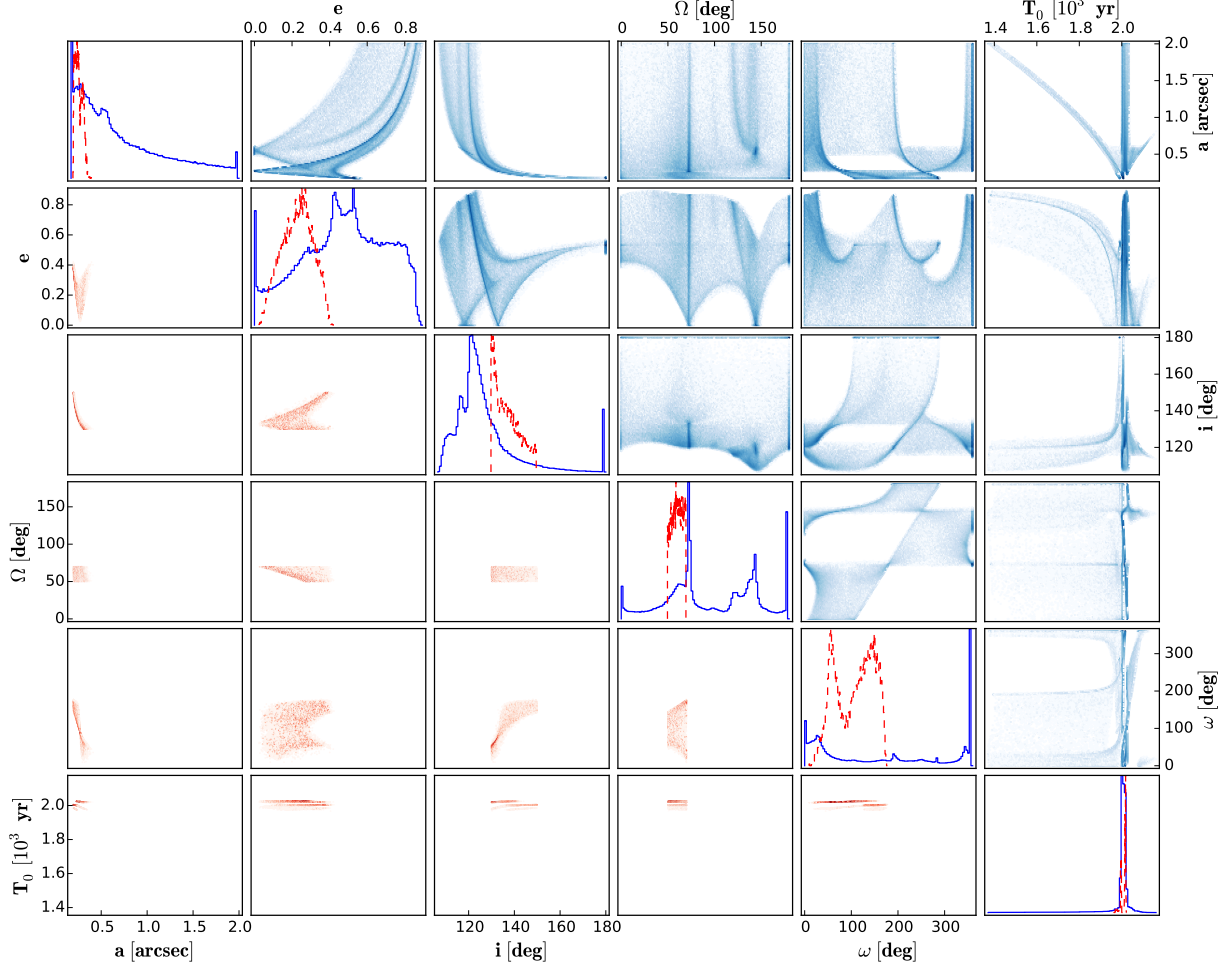 e Ω [deg] T₀ [10³ yr]
0.0 0.2 0.4 0.6 0.8 0 50 100 150 1.4 1.6 1.8 2.0
2.0
1.5
1.0
0.5
a [arcsec]
0.8
0.6
0.4
0.2
0.0
e
180
160
140
120
i [deg]
150
100
50
0
Ω [deg]
300
200
100
0
ω [deg]
2.0
1.8
1.6
1.4
T₀ [10³ yr]
0.5 1.0 1.5 2.0 120 140 160 180 0 100 200 300
a [arcsec] i [deg] ω [deg]